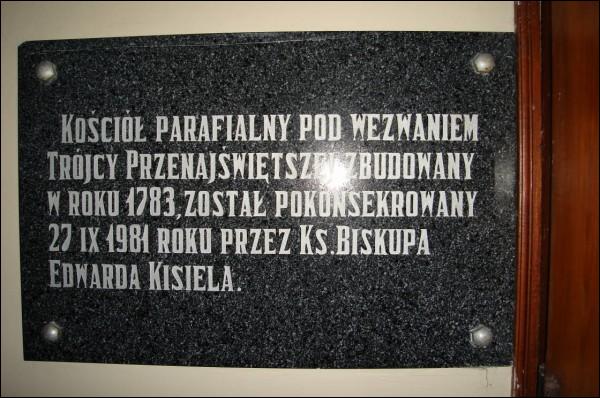 Kościół parafialny pod wezwaniem
Trójcy Przenajświętszej zbudowany
w roku 1783, został pokonsekrowany
27 IX 1981 roku przez Ks. Biskupa
Edwarda Kisiela.